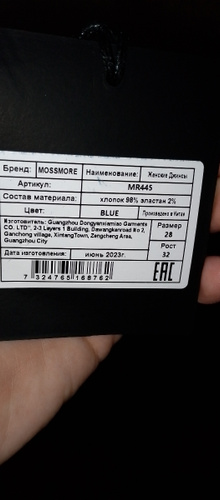 Бренд: MOSSMORE Наименование: Женские Джинсы
Артикул: MR445
Состав материала: хлопок 98% эластан 2%
Цвет: BLUE Произведено в Китае
Изготовитель: Guangzhou Dongyanxiamiao Garments
CO. LTD", 2-3 Layers 1 Building, Dawangkanroad No 2,
Ganchong village, XintangTown, Zengcheng Area,
Guangzhou City
Размер
28
Рост
32
Дата изготовления: июнь 2023г.
7 324765 168762
EAC